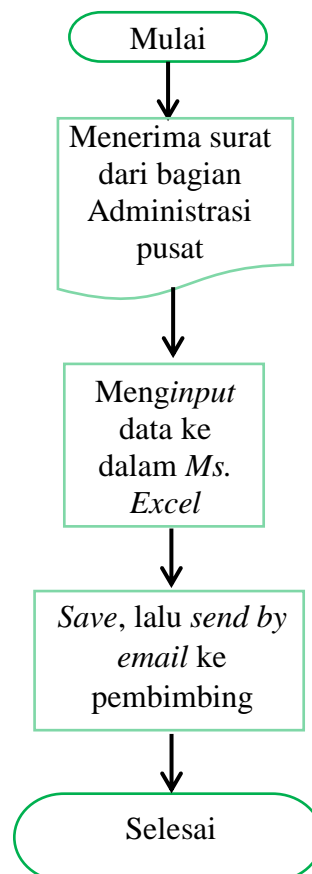 Mulai
Menerima surat
dari bagian
Administrasi
pusat
Menginput
data ke
dalam Ms.
Excel
Save, lalu send by
email ke
pembimbing
Selesai